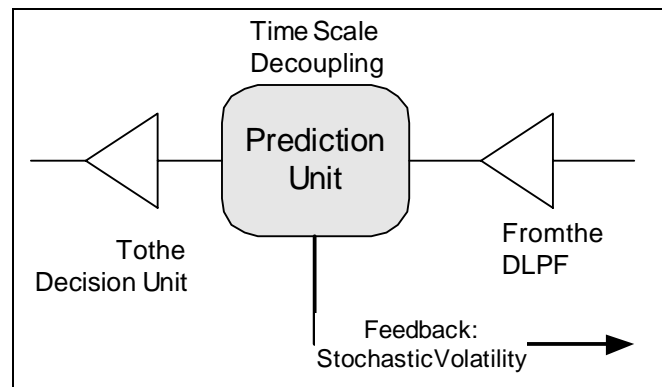 Time Scale
Decoupling
Prediction
Unit
Tothe
Decision Unit
Fromthe
DLPF
Feedback:
StochasticVolatility